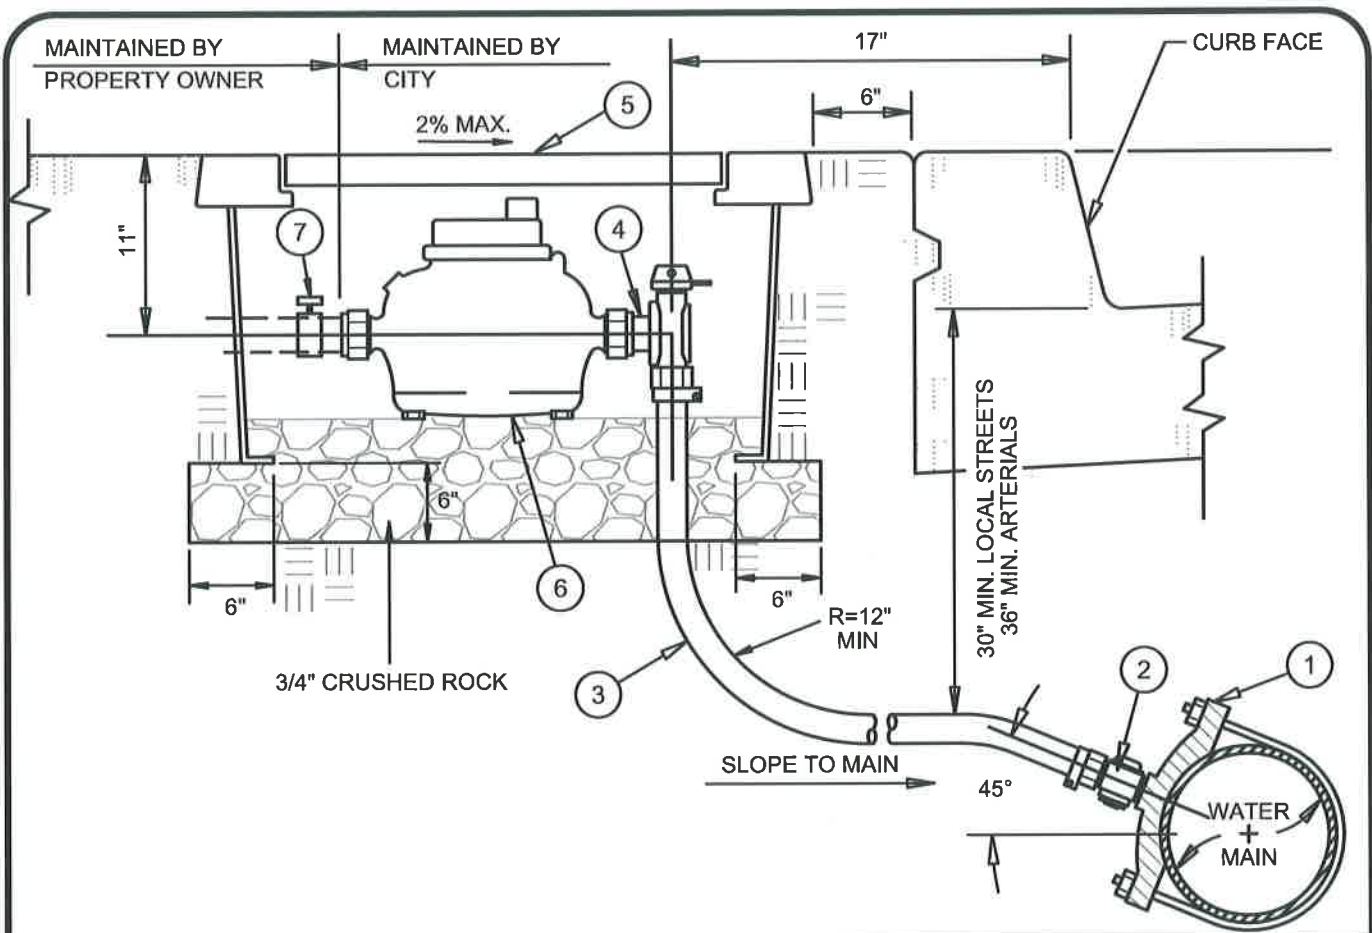 MAINTAINED BY
PROPERTY OWNER
MAINTAINED BY
CITY
17"
CURB FACE
6"
5
2% MAX.
7
4
11"
30" MIN. LOCAL STREETS
36" MIN. ARTERIALS
6"
6"
6
6"
3/4" CRUSHED ROCK
R=12"
MIN
3
2
1
SLOPE TO MAIN
45°
WATER
MAIN